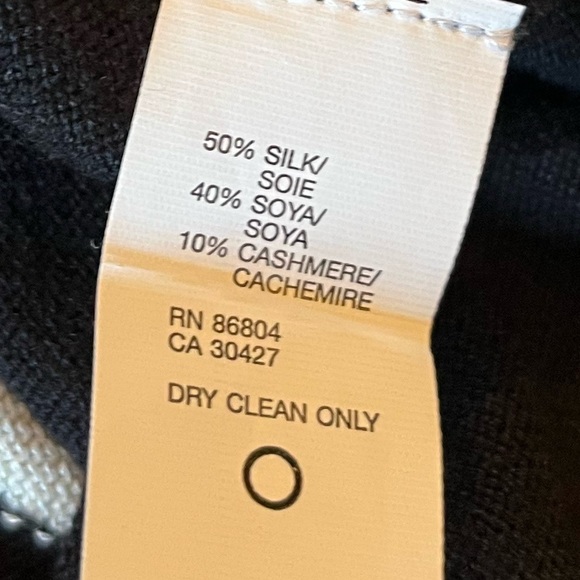 50% SILK/
SOIE
40% SOYA/
SOYA
10% CASHMERE/
CACHEMIRE
RN 86804
CA 30427
DRY CLEAN ONLY